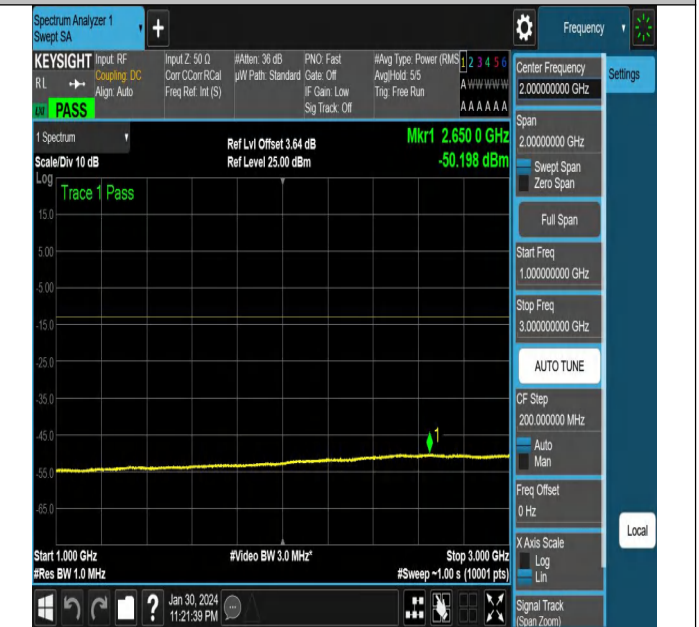 Spectrum Analyzer 1
Swept SA
+
Frequency
KEYSIGHT
RL
PASS
Input: RF
Coupling: DC
Align: Auto
Input Z: 50 Ω
Corr CCorr RCal
Freq Ref: Int (S)
#Atten: 36 dB
µW Path: Standard
PNO: Fast
Gate: Off
IF Gain: Low
Sig Track: Off
#Avg Type: Power (RMS
Avg|Hold: 5/5
Trig: Free Run
1 2 3 4 5 6
A W W W W W
A A A A A A
1 Spectrum
Scale/Div 10 dB
Ref Lvl Offset 3.64 dB
Ref Level 25.00 dBm
Mkr1 2.650 0 GHz
-50.198 dBm
Log
Trace 1 Pass
15.0
5.00
-5.00
-15.0
-25.0
-35.0
-45.0
-55.0
-65.0
1
Start 1.000 GHz
#Res BW 1.0 MHz
#Video BW 3.0 MHz*
Stop 3.000 GHz
#Sweep ~1.00 s (10001 pts)
Jan 30, 2024
11:21:39 PM
?
Center Frequency
2.000000000 GHz
Settings
Span
2.00000000 GHz
Swept Span
Zero Span
Full Span
Start Freq
1.000000000 GHz
Stop Freq
3.000000000 GHz
AUTO TUNE
CF Step
200.000000 MHz
Auto
Man
Freq Offset
0 Hz
X Axis Scale
Log
Lin
Local
Signal Track
(Span Zoom)